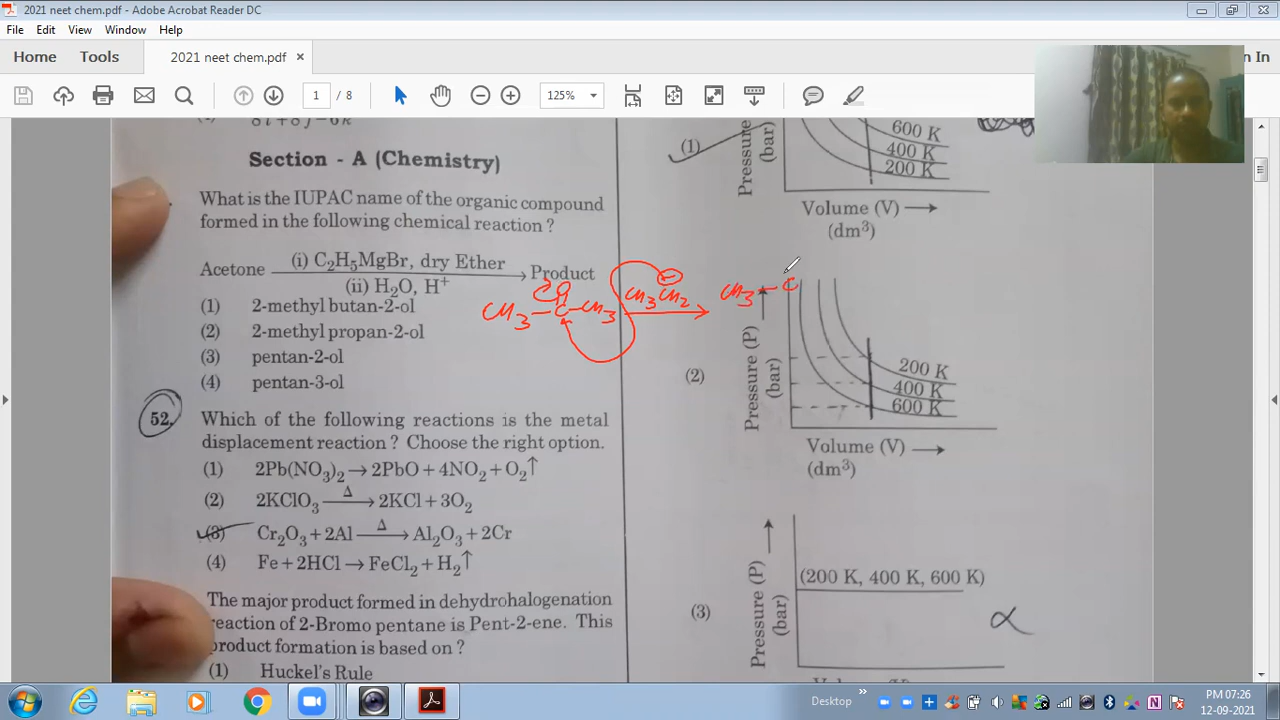 2021 neet chem.pdf - Adobe Acrobat Reader DC
File Edit View Window Help
Home Tools 2021 neet chem.pdf × In In
1 / 8 125%
Section - A (Chemistry)
What is the IUPAC name of the organic compound
formed in the following chemical reaction ?
Acetone (i) C₂H₅MgBr, dry Ether Product
(ii) H₂O, H⁺
(1) 2-methyl butan-2-ol
(2) 2-methyl propan-2-ol
(3) pentan-2-ol
(4) pentan-3-ol
CH₃ – C – CH₃ CH₃ CH₂ ⊖ → CH₃ – C
O
52. Which of the following reactions is the metal
displacement reaction ? Choose the right option.
(1) 2Pb(NO₃)₂ → 2PbO + 4NO₂ + O₂↑
(2) 2KClO₃ —Δ→ 2KCl + 3O₂
(3) Cr₂O₃ + 2Al —Δ→ Al₂O₃ + 2Cr
(4) Fe + 2HCl → FeCl₂ + H₂↑
The major product formed in dehydrohalogenation
reaction of 2-Bromo pentane is Pent-2-ene. This
product formation is based on ?
(1) Huckel's Rule
(1) Pressure
(bar)
600 K
400 K
200 K
Volume (V) →
(dm³)
(2) Pressure (P) →
(bar)
200 K
400 K
600 K
Volume (V) →
(dm³)
(3) Pressure (P) →
(bar)
(200 K, 400 K, 600 K)
α
Desktop »
PM 07:26
12-09-2021